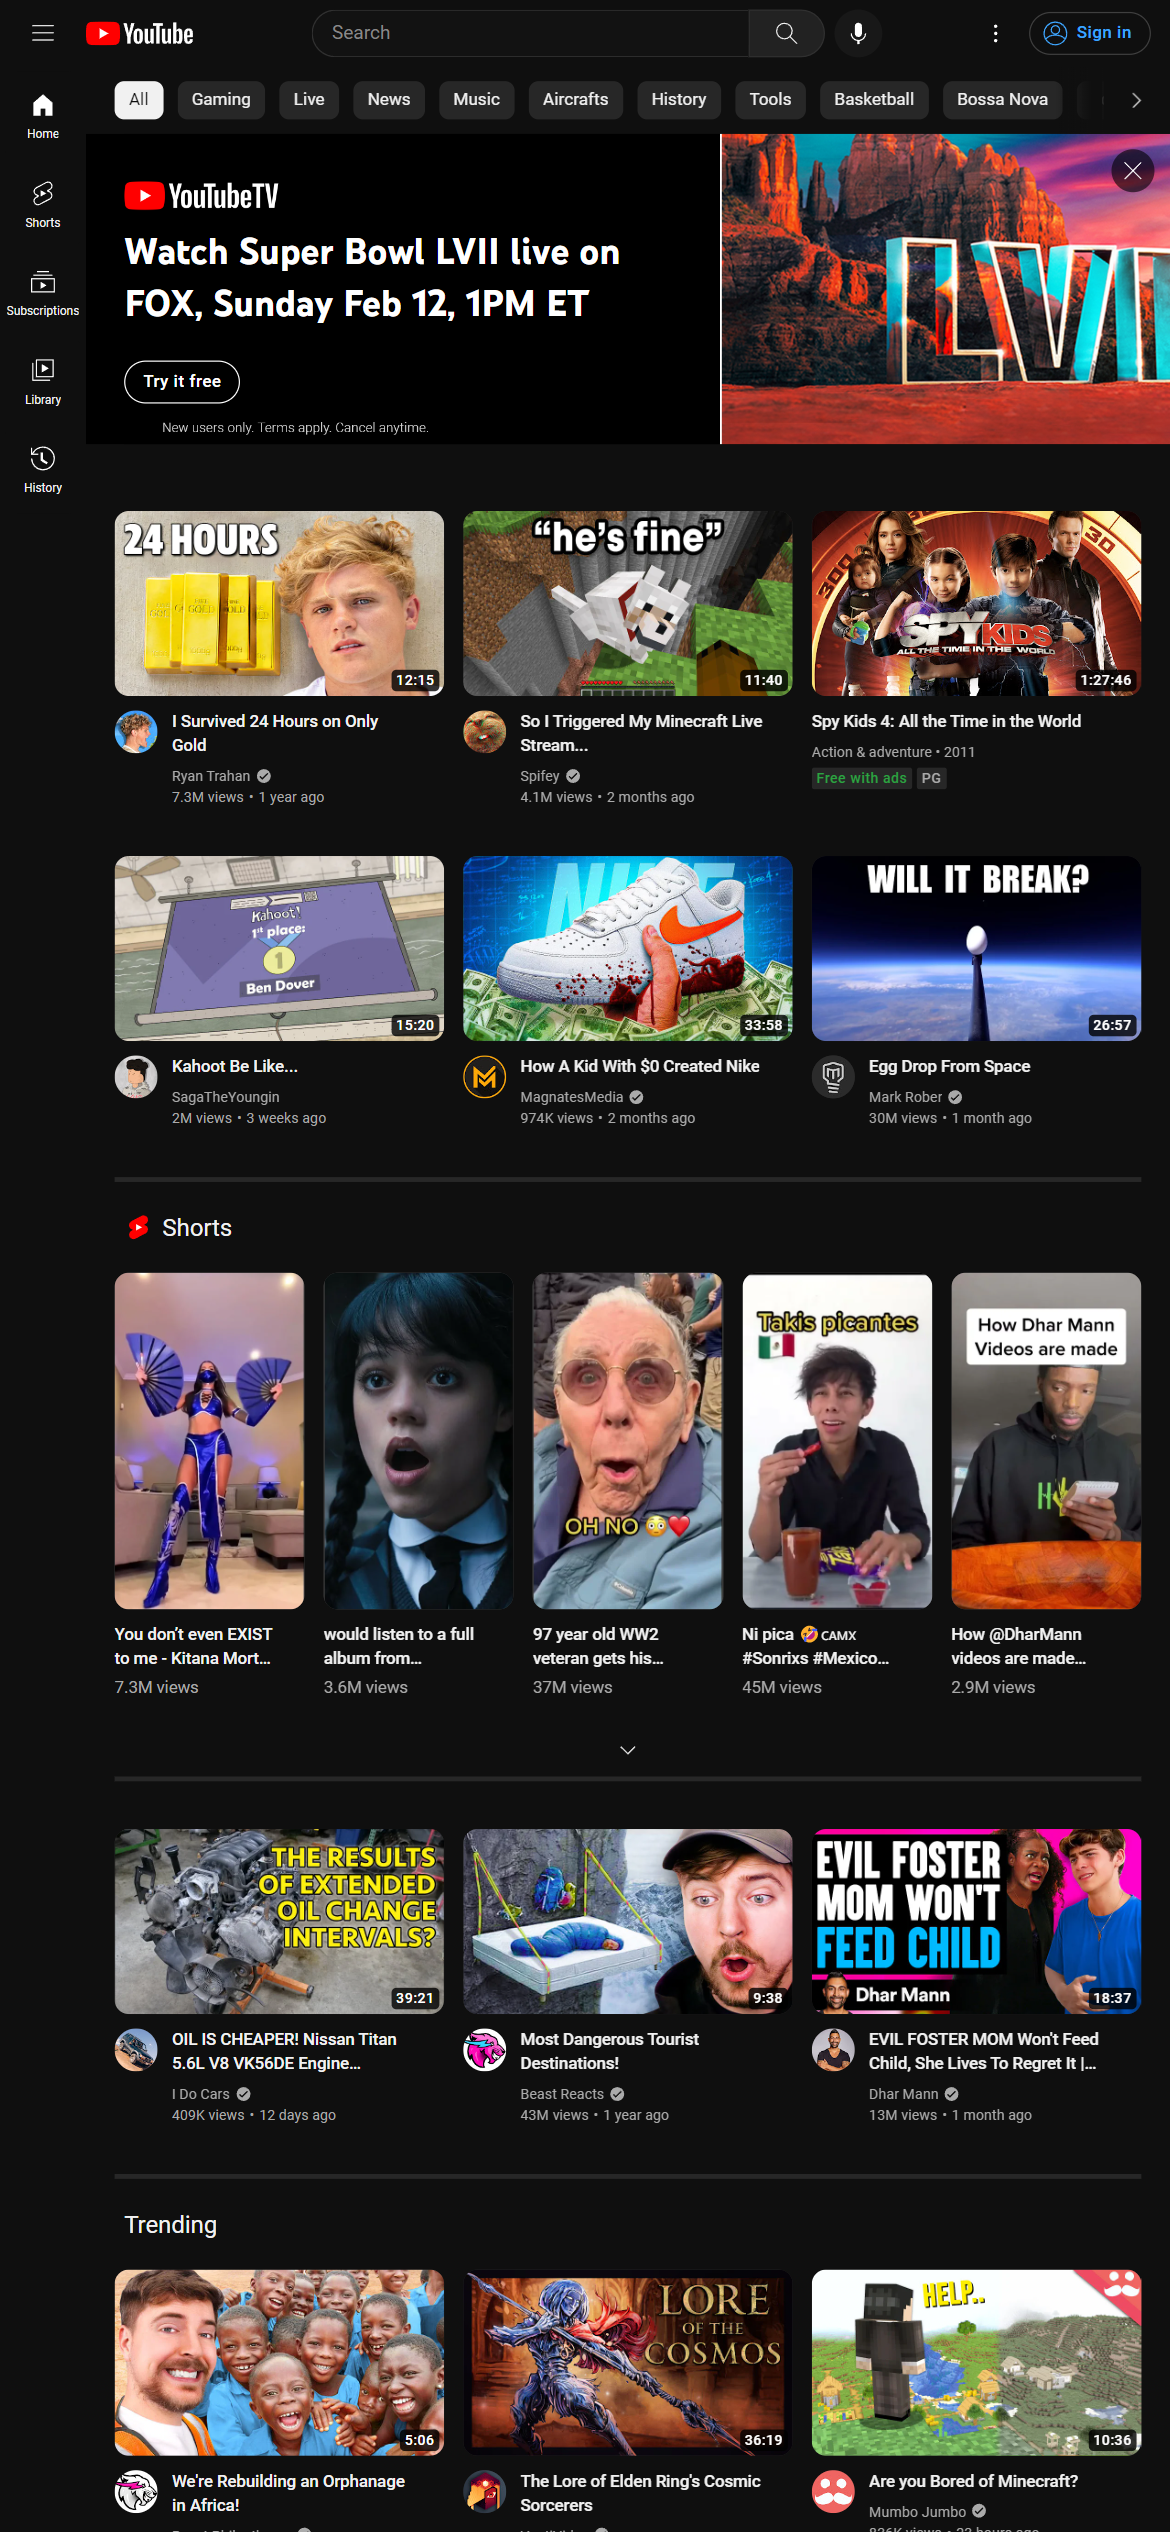 YouTube
Search
Sign in
All
Gaming
Live
News
Music
Aircrafts
History
Tools
Basketball
Bossa Nova
Home
Shorts
Subscriptions
Library
History
YouTubeTV
Watch Super Bowl LVII live on
FOX, Sunday Feb 12, 1PM ET
Try it free
New users only. Terms apply. Cancel anytime.
LVII
24 HOURS
GOLD
12:15
I Survived 24 Hours on Only
Gold
Ryan Trahan
7.3M views • 1 year ago
“he's fine”
11:40
So I Triggered My Minecraft Live
Stream...
Spifey
4.1M views • 2 months ago
300
30
SPY KIDS
ALL THE TIME IN THE WORLD
1:27:46
Spy Kids 4: All the Time in the World
Action & adventure • 2011
Free with ads
PG
Kahoot!
1st place:
1
Ben Dover
15:20
Kahoot Be Like...
SagaTheYoungin
2M views • 3 weeks ago
NIKE
33:58
How A Kid With $0 Created Nike
MagnatesMedia
974K views • 2 months ago
WILL IT BREAK?
26:57
Egg Drop From Space
Mark Rober
30M views • 1 month ago
Shorts
You don't even EXIST
to me - Kitana Mort...
7.3M views
would listen to a full
album from...
3.6M views
OH NO 😳❤️
97 year old WW2
veteran gets his...
37M views
Takis picantes
🇲🇽
Ni pica 🤣 ᴄᴀᴍx
#Sonrixs #Mexico...
45M views
How Dhar Mann
Videos are made
How @DharMann
videos are made...
2.9M views
THE RESULTS
OF EXTENDED
OIL CHANGE
INTERVALS?
39:21
OIL IS CHEAPER! Nissan Titan
5.6L V8 VK56DE Engine...
I Do Cars
409K views • 12 days ago
9:38
Most Dangerous Tourist
Destinations!
Beast Reacts
43M views • 1 year ago
EVIL FOSTER
MOM WON'T
FEED CHILD
Dhar Mann
18:37
EVIL FOSTER MOM Won't Feed
Child, She Lives To Regret It |...
Dhar Mann
13M views • 1 month ago
Trending
5:06
We're Rebuilding an Orphanage
in Africa!
LORE
OF THE
COSMOS
36:19
The Lore of Elden Ring's Cosmic
Sorcerers
HELP..
10:36
Are you Bored of Minecraft?
Mumbo Jumbo